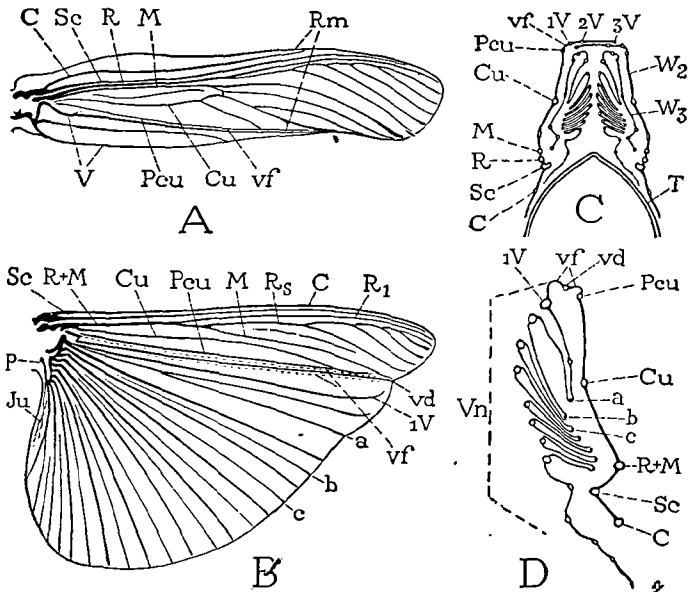 C Sc R M Rm
V Pcu Cu vf
A
vf 1V 2V 3V
Pcu
Cu W2
W3
M
R
Sc
C T
C
Sc R+M Cu Pcu M Rs C R1
p
Ju
vd
1V
vf
a
b
c
B
1V vf vd
Pcu
Cu
a
Vn b
c
R+M
Sc
C
D